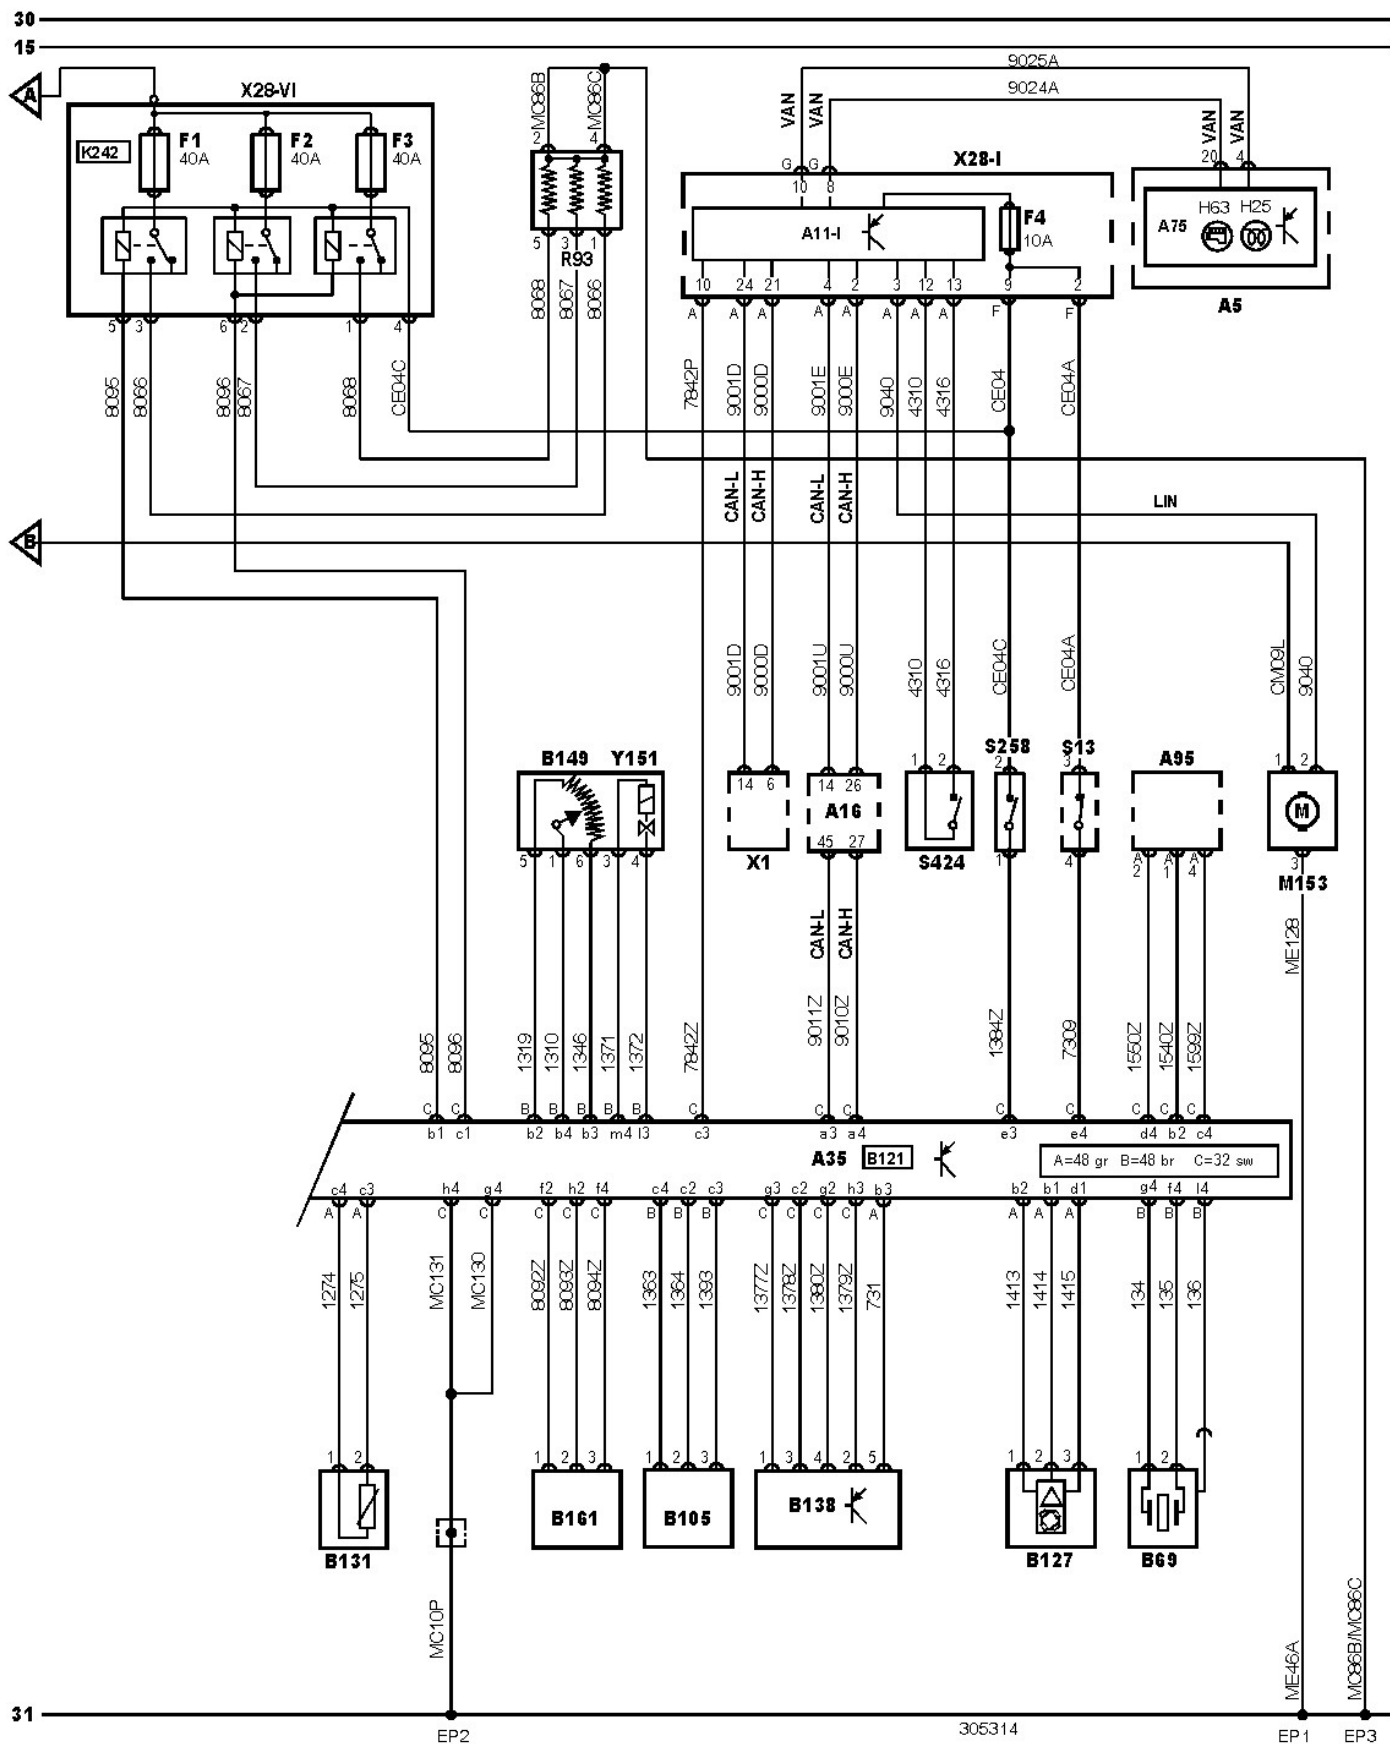 30
15
A
X28-VI
K242
F1
40A
F2
40A
F3
40A
5
3
6
2
1
4
8095
8066
8096
8067
8068
CE04C
MC86B
MC86C
2
4
5
3
1
R93
8068
8067
8066
9025A
9024A
VAN
VAN
VAN
VAN
G
G
10
8
X28-I
A11-I
F4
10A
10
24
21
4
2
3
12
13
9
2
A
A
A
A
A
A
A
A
F
F
7842P
9001D
9000D
9001E
9000E
9040
4310
4316
CE04
CE04A
20
4
A75
H63
H25
A5
CAN-L
CAN-H
CAN-L
CAN-H
LIN
B
9001D
9000D
9001U
9000U
4310
4316
CE04C
CE04A
CM09L
9040
B149
Y151
5
1
6
3
4
14
6
X1
14
26
A16
45
27
1
2
S424
S258
2
1
S13
3
4
A95
A
2
A
1
A
4
1
2
M
3
M153
CAN-L
CAN-H
ME128
8095
8096
1319
1310
1346
1371
1372
7842Z
9011Z
9010Z
1384Z
7309
1550Z
1540Z
1599Z
C
C
B
B
B
B
B
C
C
C
C
C
C
C
C
b1
c1
b2
b4
b3
m4
l3
c3
a3
a4
e3
e4
d4
b2
c4
A35
B121
A=48 gr B=48 br C=32 sw
c4
c3
h4
g4
f2
h2
f4
c4
c2
c3
g3
c2
g2
h3
b3
b2
b1
d1
g4
f4
l4
A
A
C
C
C
C
C
B
B
B
C
C
C
C
A
A
A
A
B
B
B
1274
1275
MC131
MC130
8092Z
8093Z
8094Z
1363
1364
1393
1377Z
1378Z
1380Z
1379Z
731
1413
1414
1415
134
135
136
1
2
1
2
3
1
2
3
1
3
4
2
5
1
2
3
1
2
B131
B161
B105
B138
B127
B69
MC10P
ME46A
MC86B/MC86C
31
EP2
305314
EP1
EP3